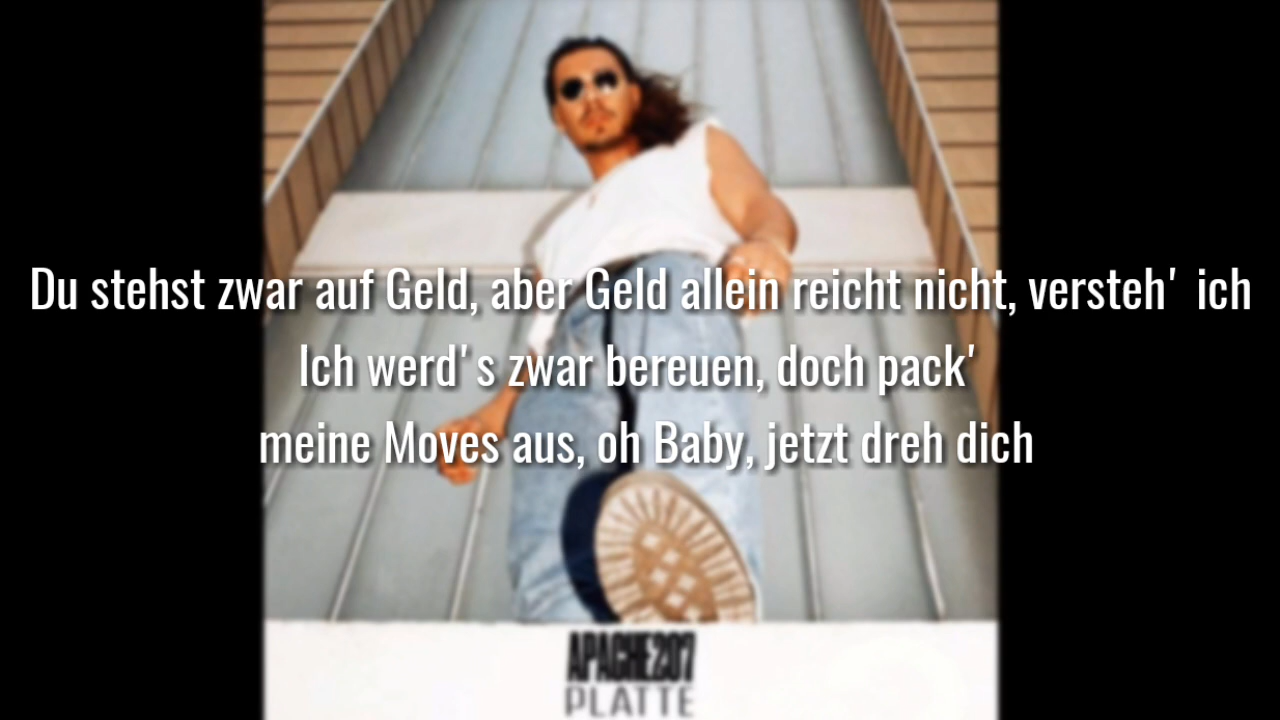 Du stehst zwar auf Geld, aber Geld allein reicht nicht, versteh' ich
Ich werd's zwar bereuen, doch pack'
meine Moves aus, oh Baby, jetzt dreh dich
APACHE207
PLATTE